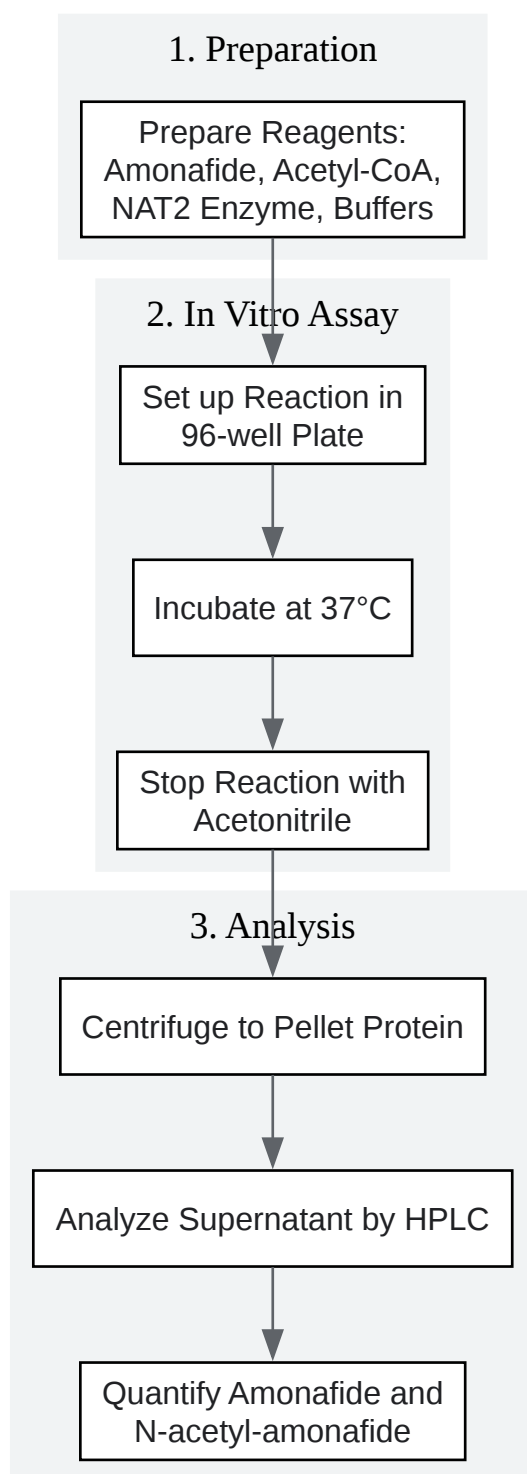 1. Preparation
Prepare Reagents:
Amonafide, Acetyl-CoA,
NAT2 Enzyme, Buffers
2. In Vitro Assay
Set up Reaction in
96-well Plate
Incubate at 37°C
Stop Reaction with
Acetonitrile
3. Analysis
Centrifuge to Pellet Protein
Analyze Supernatant by HPLC
Quantify Amonafide and
N-acetyl-amonafide